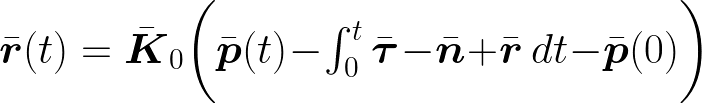 r̄(t) = K̄₀(p̄(t)−∫₀ᵗ τ̄−n̄+r̄ dt−p̄(0))